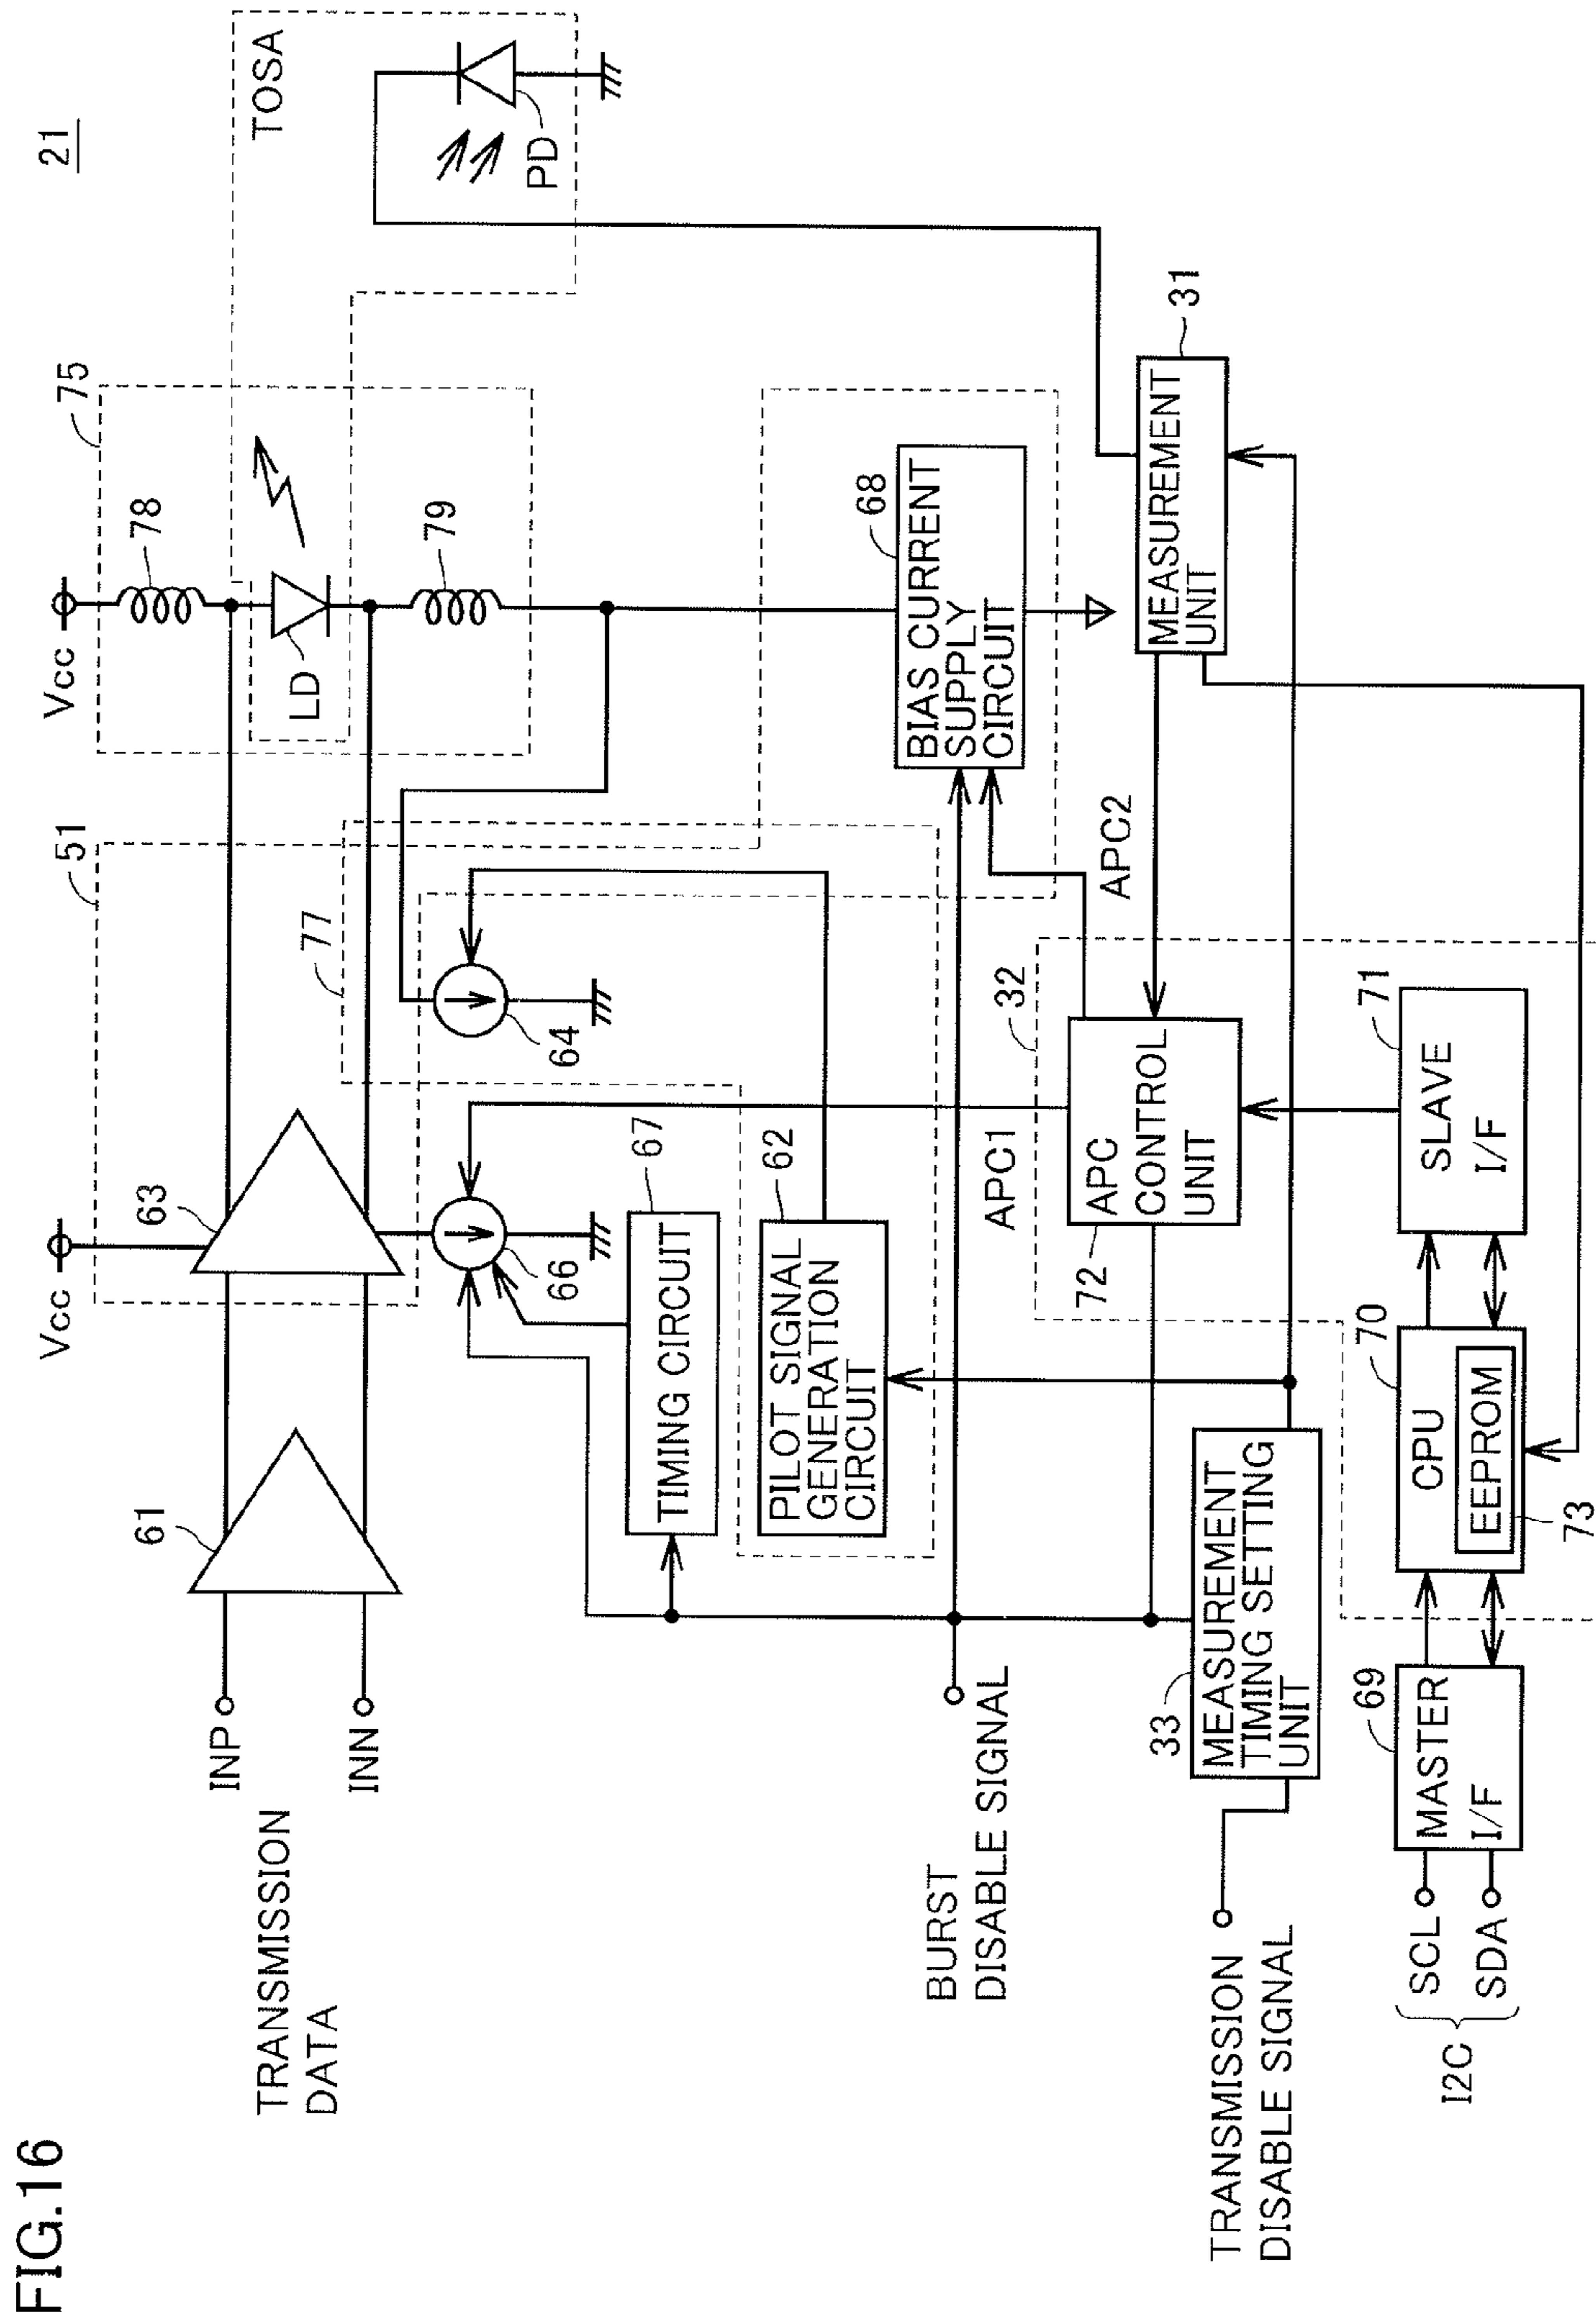 FIG.16
21
Vcc
75
TOSA
Vcc
51
78
63
61
INP
INN
TRANSMISSION
DATA
LD
PD
79
77
66
64
67
TIMING CIRCUIT
62
PILOT SIGNAL
GENERATION
CIRCUIT
68
BIAS CURRENT
SUPPLY
CIRCUIT
BURST
DISABLE SIGNAL
APC1
APC2
32
72
APC
CONTROL
UNIT
31
MEASUREMENT
UNIT
33
MEASUREMENT
TIMING SETTING
UNIT
TRANSMISSION
DISABLE SIGNAL
69
MASTER
I/F
70
CPU
EEPROM
73
71
SLAVE
I/F
SCL
SDA
I2C